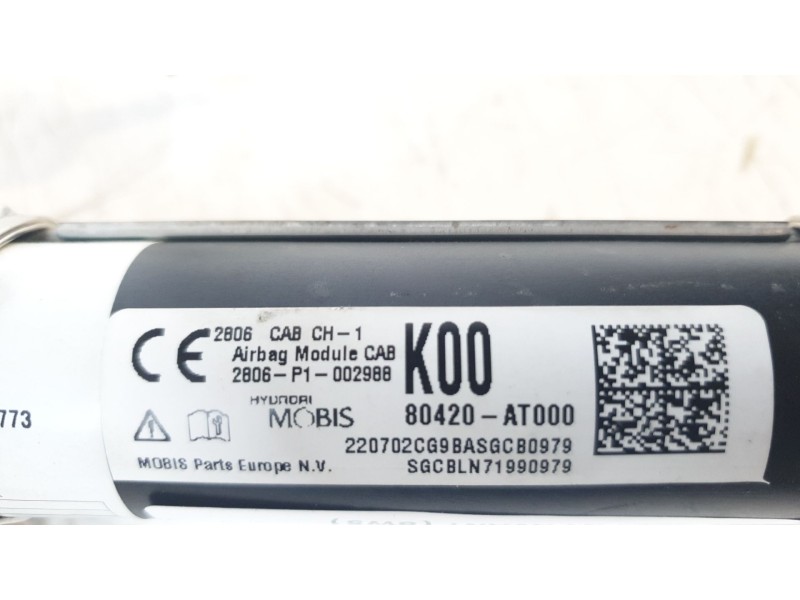 CE 2806 CAB CH-1
Airbag Module CAB
2806-P1-002988
K00
HYUNDAI
MOBIS
80420-AT000
220702CG9BASGCB0979
MOBIS Parts Europe N.V.
SGCBLN71990979
773